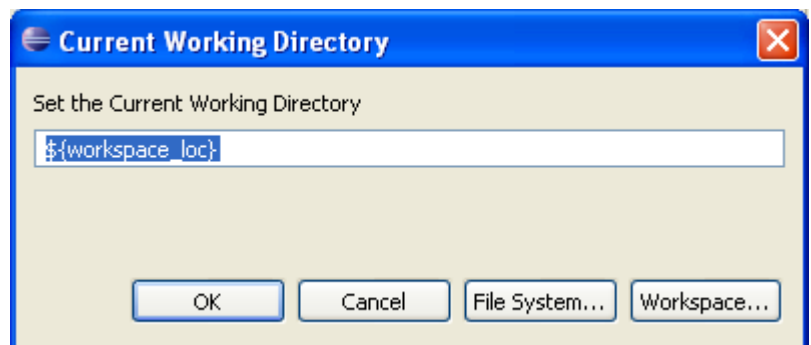 Current Working Directory
Set the Current Working Directory
${workspace_loc}
OK Cancel File System... Workspace...